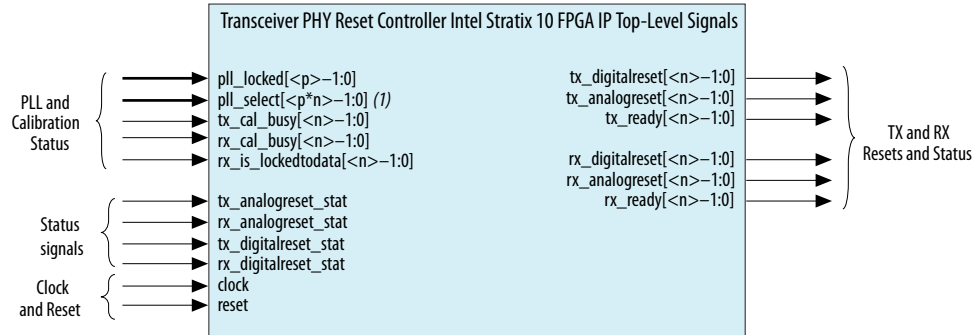 Transceiver PHY Reset Controller Intel Stratix 10 FPGA IP Top-Level Signals
PLL and
Calibration
Status
pll_locked[<p>–1:0]
pll_select[<p*n>–1:0] (1)
tx_cal_busy[<n>–1:0]
rx_cal_busy[<n>–1:0]
rx_is_lockedtodata[<n>–1:0]
Status
signals
tx_analogreset_stat
rx_analogreset_stat
tx_digitalreset_stat
rx_digitalreset_stat
Clock
and Reset
clock
reset
tx_digitalreset[<n>–1:0]
tx_analogreset[<n>–1:0]
tx_ready[<n>–1:0]
rx_digitalreset[<n>–1:0]
rx_analogreset[<n>–1:0]
rx_ready[<n>–1:0]
TX and RX
Resets and Status